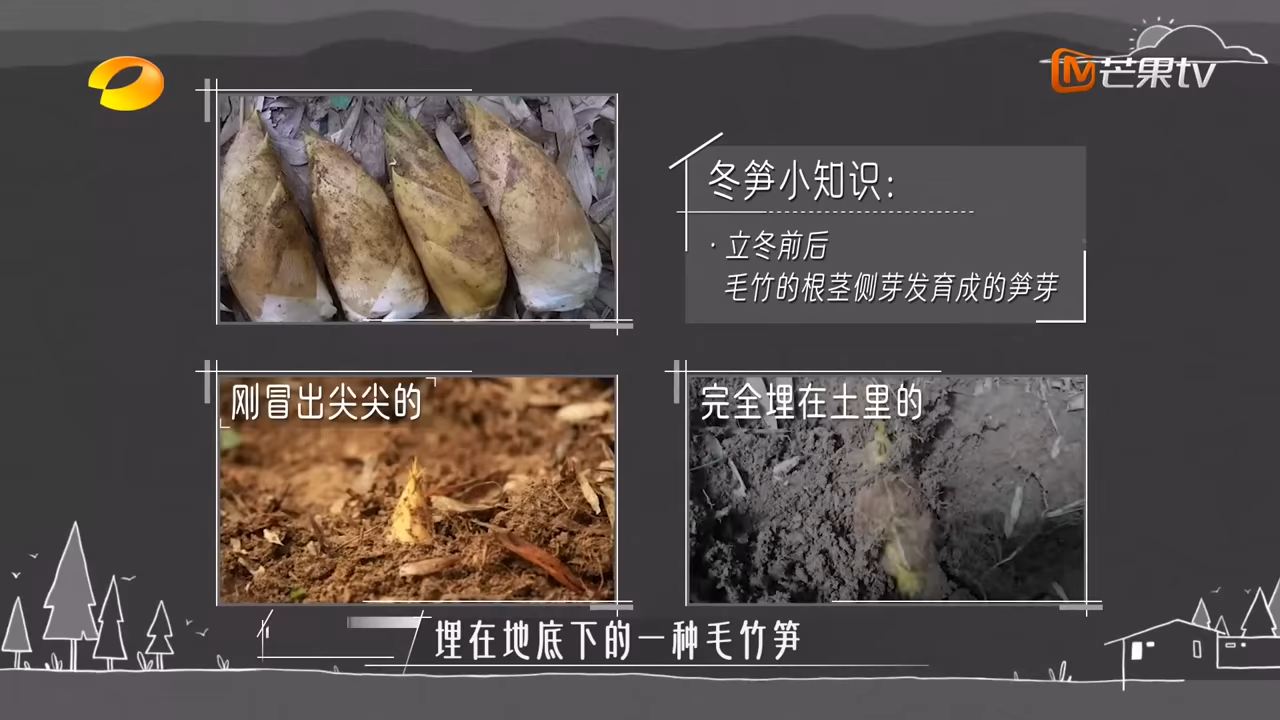 芒果tv
冬笋小知识：
·立冬前后
毛竹的根茎侧芽发育成的笋芽
刚冒出尖尖的
完全埋在土里的
埋在地底下的一种毛竹笋